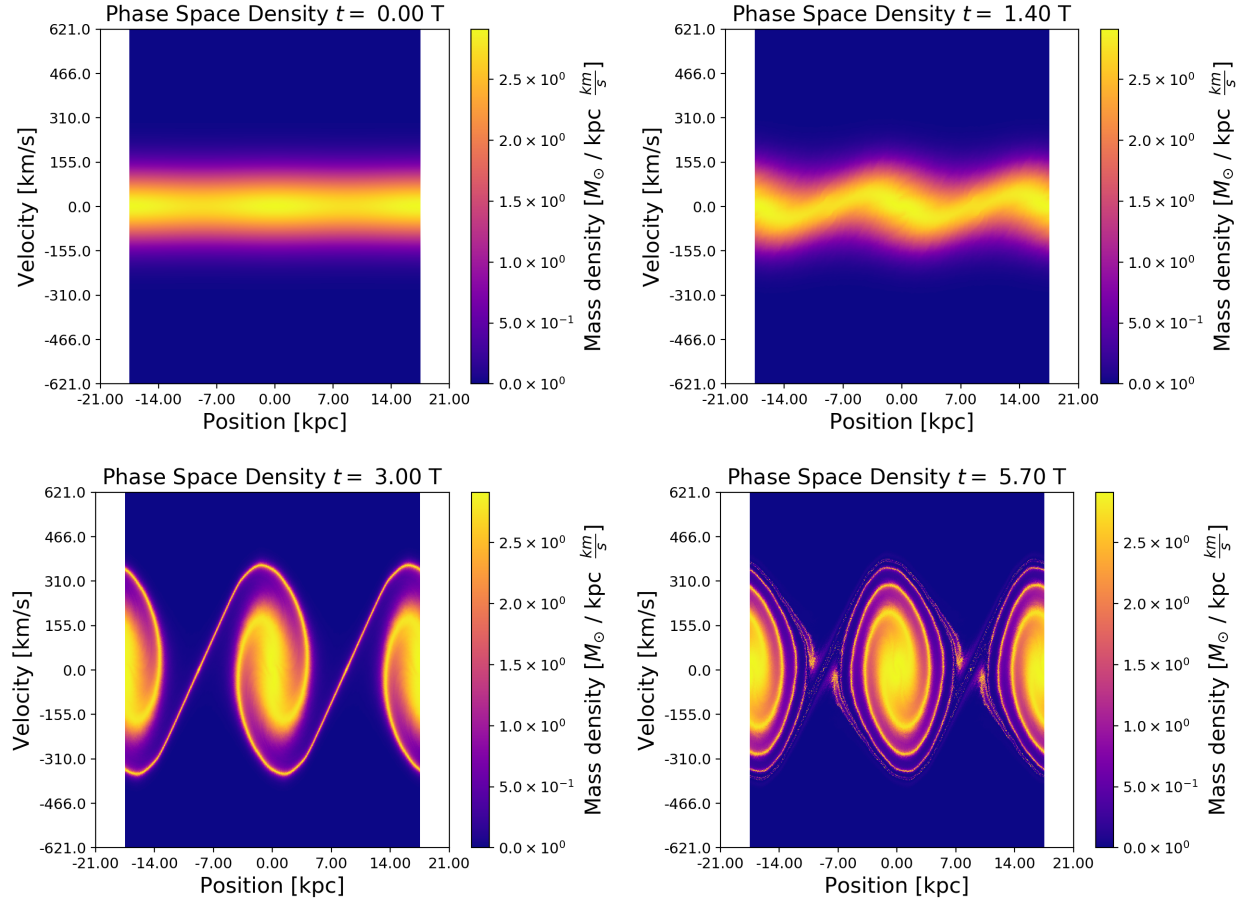 Phase Space Density t = 0.00 T
621.0
466.0
310.0
155.0
0.0
-155.0
-310.0
-466.0
-621.0
Velocity [km/s]
-21.00 -14.00 -7.00 0.00 7.00 14.00 21.00
Position [kpc]
2.5 × 10⁰
2.0 × 10⁰
1.5 × 10⁰
1.0 × 10⁰
5.0 × 10⁻¹
0.0 × 10⁰
Mass density [M⊙ / kpc km/s]
Phase Space Density t = 1.40 T
621.0
466.0
310.0
155.0
0.0
-155.0
-310.0
-466.0
-621.0
Velocity [km/s]
-21.00 -14.00 -7.00 0.00 7.00 14.00 21.00
Position [kpc]
2.5 × 10⁰
2.0 × 10⁰
1.5 × 10⁰
1.0 × 10⁰
5.0 × 10⁻¹
0.0 × 10⁰
Mass density [M⊙ / kpc km/s]
Phase Space Density t = 3.00 T
621.0
466.0
310.0
155.0
0.0
-155.0
-310.0
-466.0
-621.0
Velocity [km/s]
-21.00 -14.00 -7.00 0.00 7.00 14.00 21.00
Position [kpc]
2.5 × 10⁰
2.0 × 10⁰
1.5 × 10⁰
1.0 × 10⁰
5.0 × 10⁻¹
0.0 × 10⁰
Mass density [M⊙ / kpc km/s]
Phase Space Density t = 5.70 T
621.0
466.0
310.0
155.0
0.0
-155.0
-310.0
-466.0
-621.0
Velocity [km/s]
-21.00 -14.00 -7.00 0.00 7.00 14.00 21.00
Position [kpc]
2.5 × 10⁰
2.0 × 10⁰
1.5 × 10⁰
1.0 × 10⁰
5.0 × 10⁻¹
0.0 × 10⁰
Mass density [M⊙ / kpc km/s]